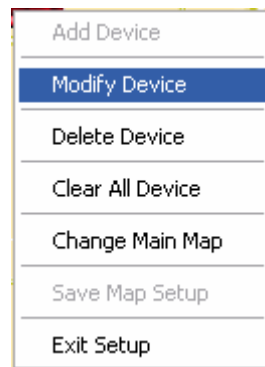 Add Device
Modify Device
Delete Device
Clear All Device
Change Main Map
Save Map Setup
Exit Setup